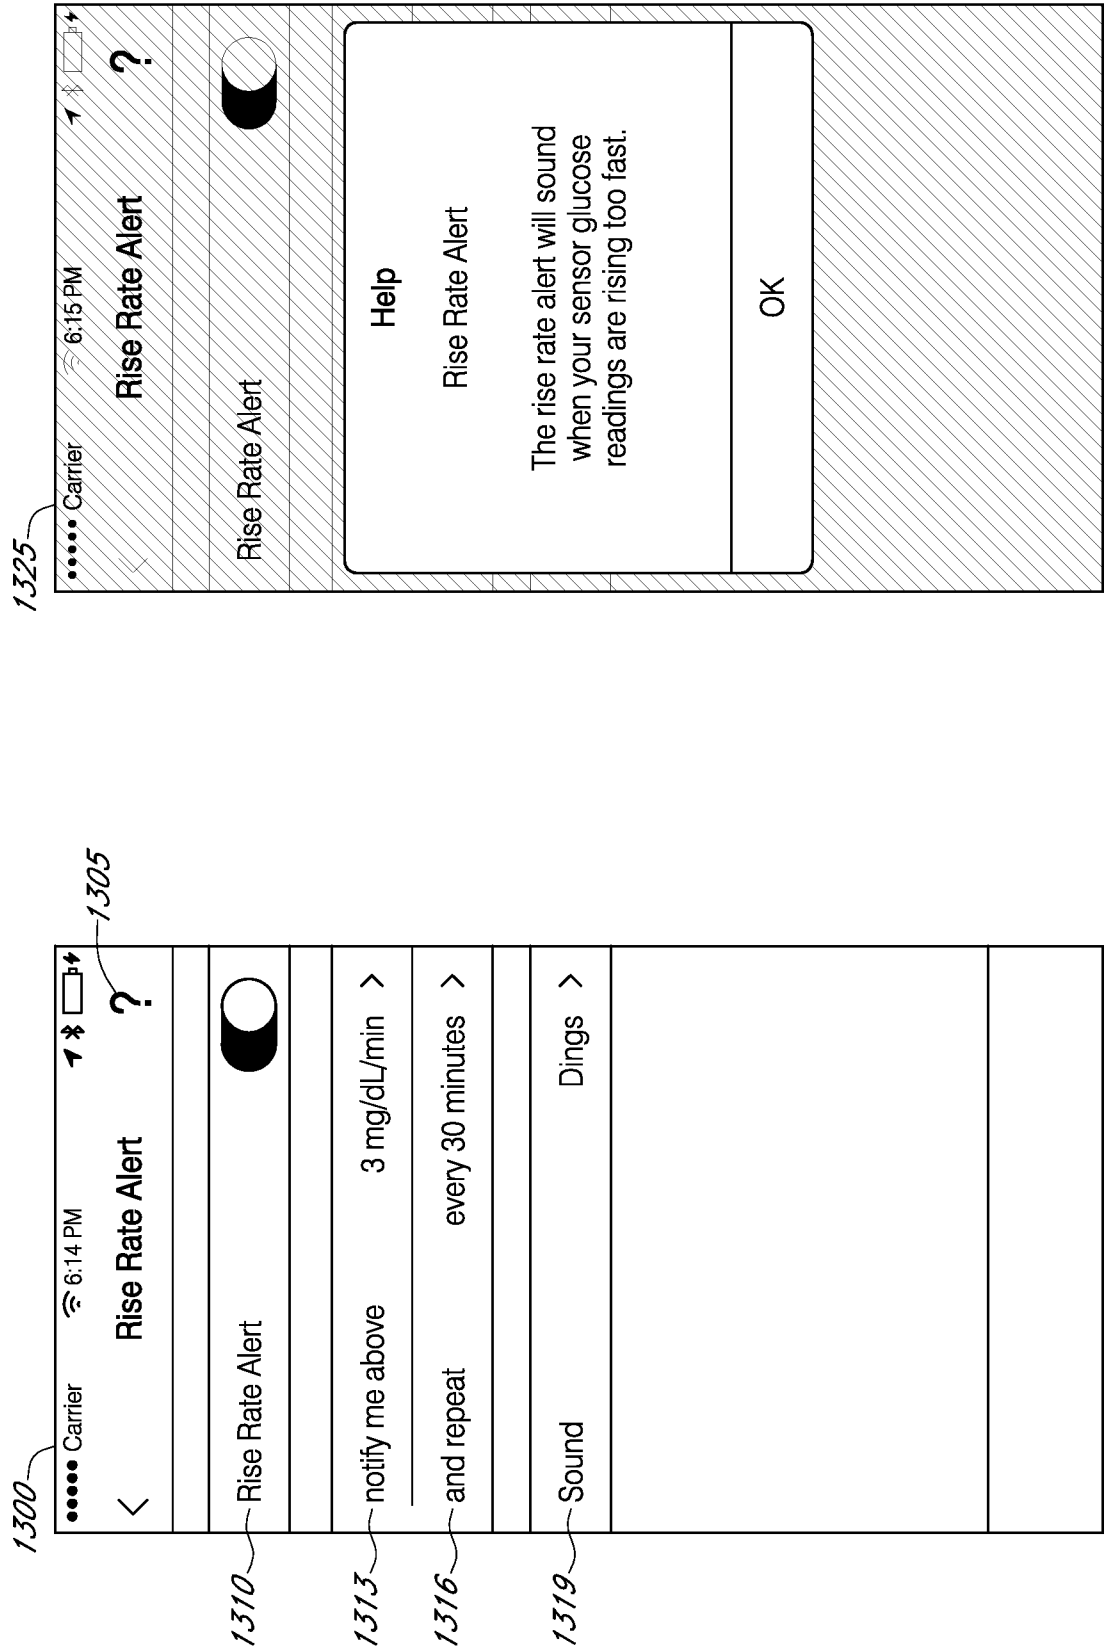 1300
Carrier 6:14 PM
< Rise Rate Alert ?
1305
1310 Rise Rate Alert
1313 notify me above 3 mg/dL/min >
1316 and repeat every 30 minutes >
1319 Sound Dings >
1325
Carrier 6:15 PM
< Rise Rate Alert ?
Rise Rate Alert
Help
Rise Rate Alert
The rise rate alert will sound
when your sensor glucose
readings are rising too fast.
OK